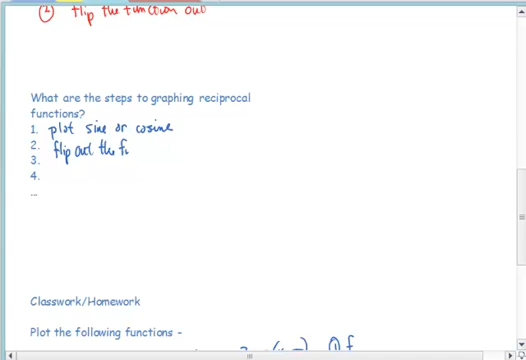 ② flip the function out
What are the steps to graphing reciprocal
functions?
1. plot sine or cosine
2. flip out the f
3.
4.
...
Classwork/Homework
Plot the following functions -